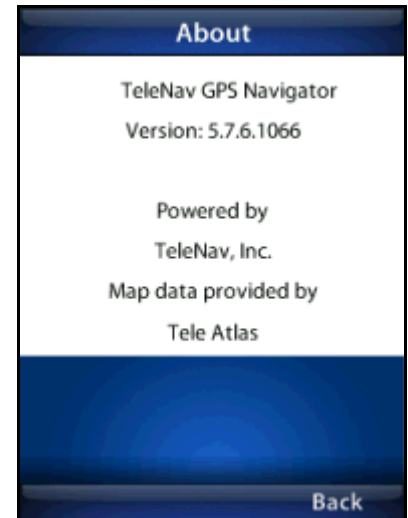 About
TeleNav GPS Navigator
Version: 5.7.6.1066
Powered by
TeleNav, Inc.
Map data provided by
Tele Atlas
Back